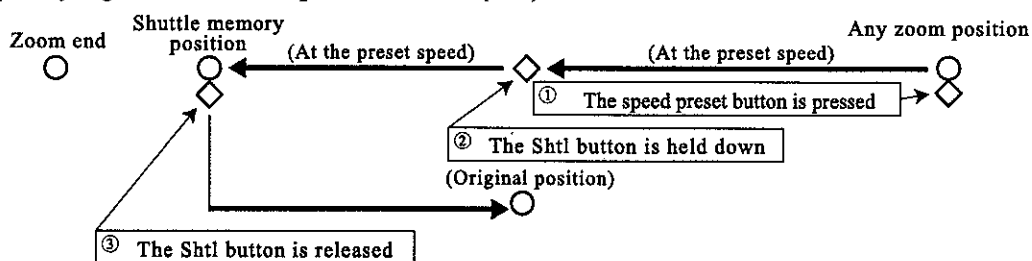 Zoom end
Shuttle memory
position
(At the preset speed)
(At the preset speed)
Any zoom position
① The speed preset button is pressed
② The Shtl button is held down
(Original position)
③ The Shtl button is released